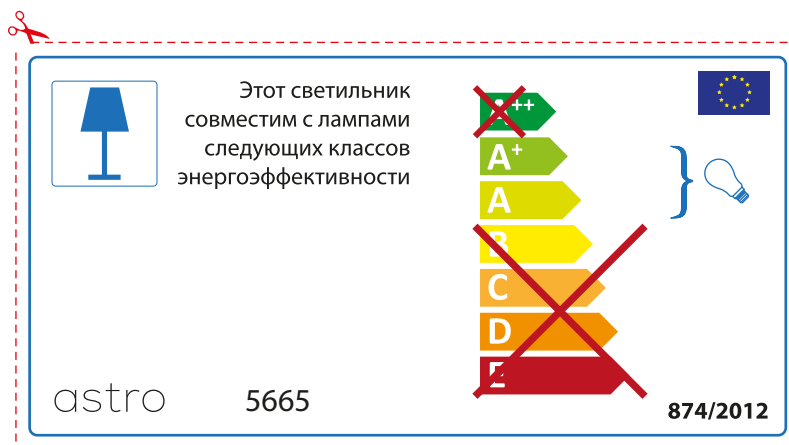 Этот светильник
совместим с лампами
следующих классов
энергоэффективности
A++
A+
A
B
C
D
E
astro
5665
874/2012